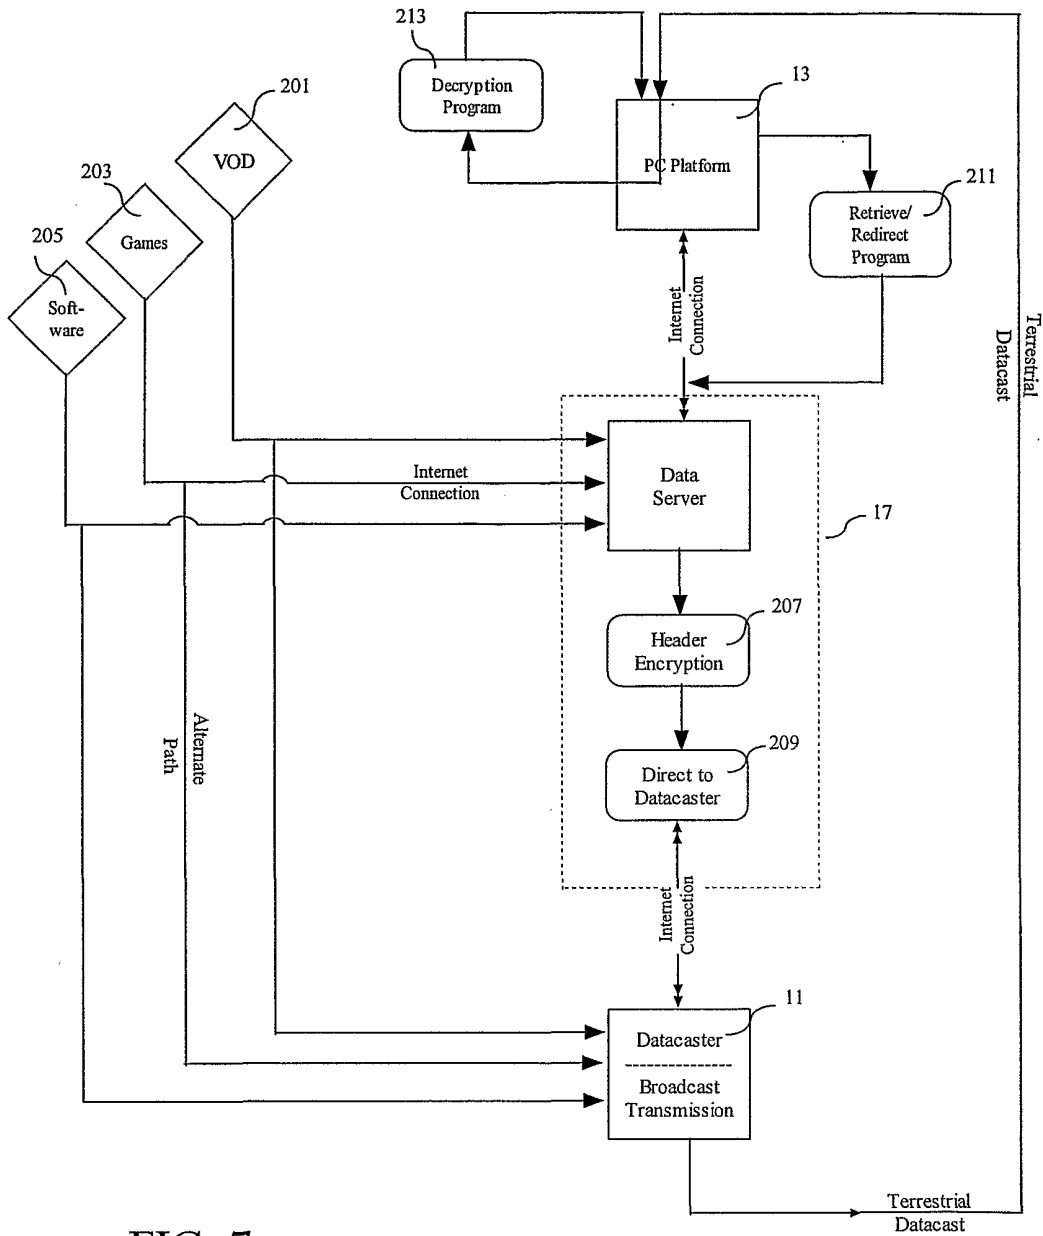 213
Decryption
Program
201
VOD
13
PC Platform
203
Games
211
Retrieve/
Redirect
Program
205
Soft-
ware
Internet
Connection
Terrestrial
Datacast
Internet
Connection
Data
Server
17
207
Header
Encryption
Alternate
Path
209
Direct to
Datacaster
Internet
Connection
11
Datacaster
Broadcast
Transmission
Terrestrial
Datacast